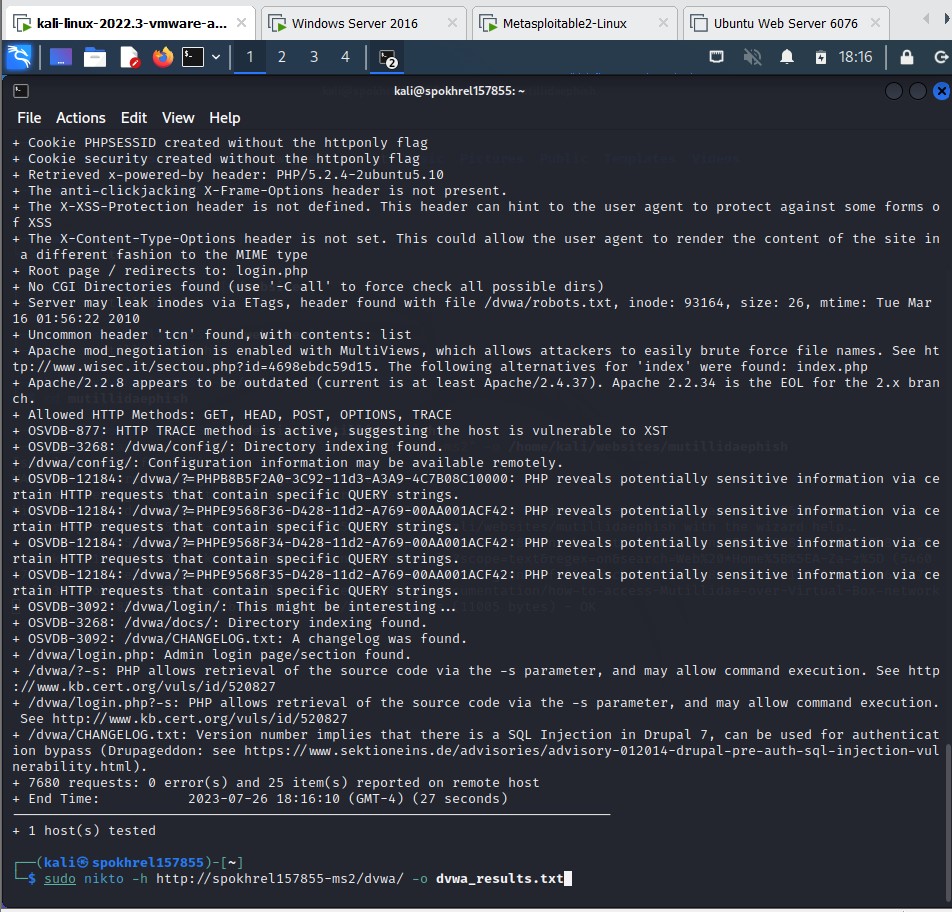 kali-linux-2022.3-vmware-a... × Windows Server 2016 × Metasploitable2-Linux × Ubuntu Web Server 6076 ×
1 2 3 4 2 18:16
kali@spokhrel157855: ~
File Actions Edit View Help
+ Cookie PHPSESSID created without the httponly flag
+ Cookie security created without the httponly flag
+ Retrieved x-powered-by header: PHP/5.2.4-2ubuntu5.10
+ The anti-clickjacking X-Frame-Options header is not present.
+ The X-XSS-Protection header is not defined. This header can hint to the user agent to protect against some forms o
f XSS
+ The X-Content-Type-Options header is not set. This could allow the user agent to render the content of the site in
 a different fashion to the MIME type
+ Root page / redirects to: login.php
+ No CGI Directories found (use '-C all' to force check all possible dirs)
+ Server may leak inodes via ETags, header found with file /dvwa/robots.txt, inode: 93164, size: 26, mtime: Tue Mar
16 01:56:22 2010
+ Uncommon header 'tcn' found, with contents: list
+ Apache mod_negotiation is enabled with MultiViews, which allows attackers to easily brute force file names. See ht
tp://www.wisec.it/sectou.php?id=4698ebdc59d15. The following alternatives for 'index' were found: index.php
+ Apache/2.2.8 appears to be outdated (current is at least Apache/2.4.37). Apache 2.2.34 is the EOL for the 2.x bran
ch.
+ Allowed HTTP Methods: GET, HEAD, POST, OPTIONS, TRACE
+ OSVDB-877: HTTP TRACE method is active, suggesting the host is vulnerable to XST
+ OSVDB-3268: /dvwa/config/: Directory indexing found.
+ /dvwa/config/: Configuration information may be available remotely.
+ OSVDB-12184: /dvwa/?=PHPB8B5F2A0-3C92-11d3-A3A9-4C7B08C10000: PHP reveals potentially sensitive information via ce
rtain HTTP requests that contain specific QUERY strings.
+ OSVDB-12184: /dvwa/?=PHPE9568F36-D428-11d2-A769-00AA001ACF42: PHP reveals potentially sensitive information via ce
rtain HTTP requests that contain specific QUERY strings.
+ OSVDB-12184: /dvwa/?=PHPE9568F34-D428-11d2-A769-00AA001ACF42: PHP reveals potentially sensitive information via ce
rtain HTTP requests that contain specific QUERY strings.
+ OSVDB-12184: /dvwa/?=PHPE9568F35-D428-11d2-A769-00AA001ACF42: PHP reveals potentially sensitive information via ce
rtain HTTP requests that contain specific QUERY strings.
+ OSVDB-3092: /dvwa/login/: This might be interesting...
+ OSVDB-3268: /dvwa/docs/: Directory indexing found.
+ OSVDB-3092: /dvwa/CHANGELOG.txt: A changelog was found.
+ /dvwa/login.php: Admin login page/section found.
+ /dvwa/?-s: PHP allows retrieval of the source code via the -s parameter, and may allow command execution. See http
://www.kb.cert.org/vuls/id/520827
+ /dvwa/login.php?-s: PHP allows retrieval of the source code via the -s parameter, and may allow command execution.
 See http://www.kb.cert.org/vuls/id/520827
+ /dvwa/CHANGELOG.txt: Version number implies that there is a SQL Injection in Drupal 7, can be used for authenticat
ion bypass (Drupageddon: see https://www.sektioneins.de/advisories/advisory-012014-drupal-pre-auth-sql-injection-vul
nerability.html).
+ 7680 requests: 0 error(s) and 25 item(s) reported on remote host
+ End Time: 2023-07-26 18:16:10 (GMT-4) (27 seconds)
+ 1 host(s) tested
(kali㉿spokhrel157855)-[~]
$ sudo nikto -h http://spokhrel157855-ms2/dvwa/ -o dvwa_results.txt